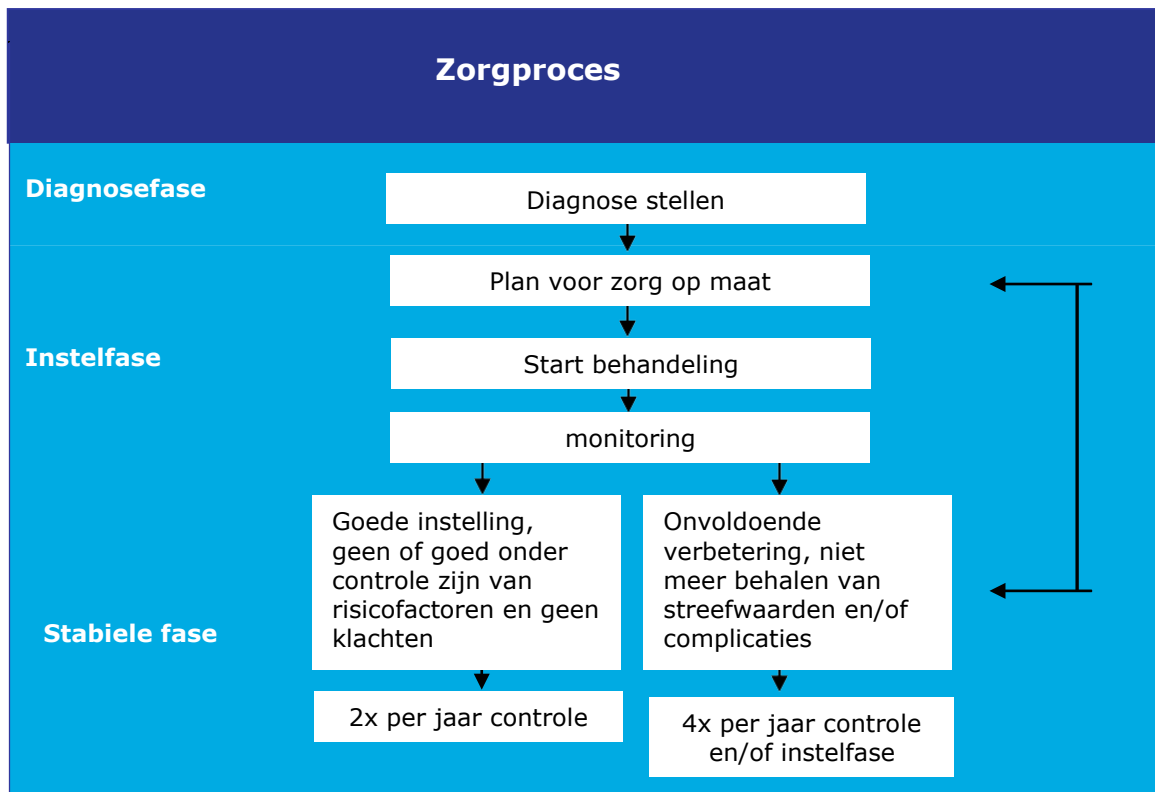 Zorgproces
Diagnosefase
Diagnose stellen
Plan voor zorg op maat
Instelfase
Start behandeling
monitoring
Goede instelling,
geen of goed onder
controle zijn van
risicofactoren en geen
klachten
Onvoldoende
verbetering, niet
meer behalen van
streefwaarden en/of
complicaties
Stabiele fase
2x per jaar controle
4x per jaar controle
en/of instelfase